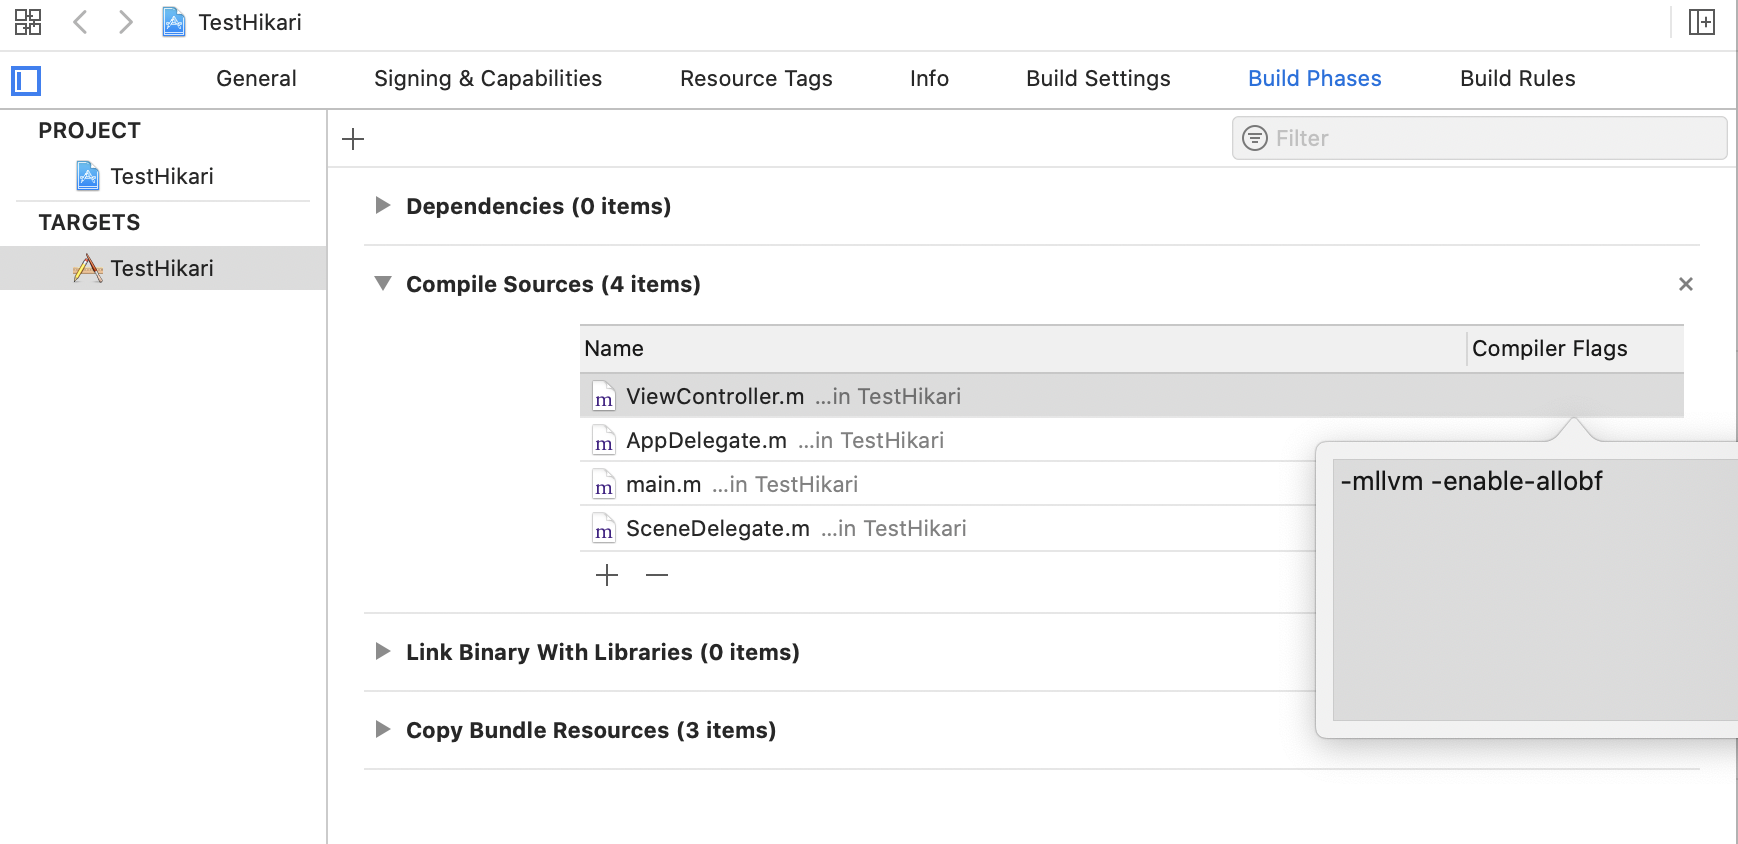 TestHikari
General Signing & Capabilities Resource Tags Info Build Settings Build Phases Build Rules
PROJECT
TestHikari
TARGETS
TestHikari
Filter
Dependencies (0 items)
Compile Sources (4 items)
Name Compiler Flags
m ViewController.m ...in TestHikari
m AppDelegate.m ...in TestHikari
m main.m ...in TestHikari
m SceneDelegate.m ...in TestHikari
-mllvm -enable-allobf
Link Binary With Libraries (0 items)
Copy Bundle Resources (3 items)